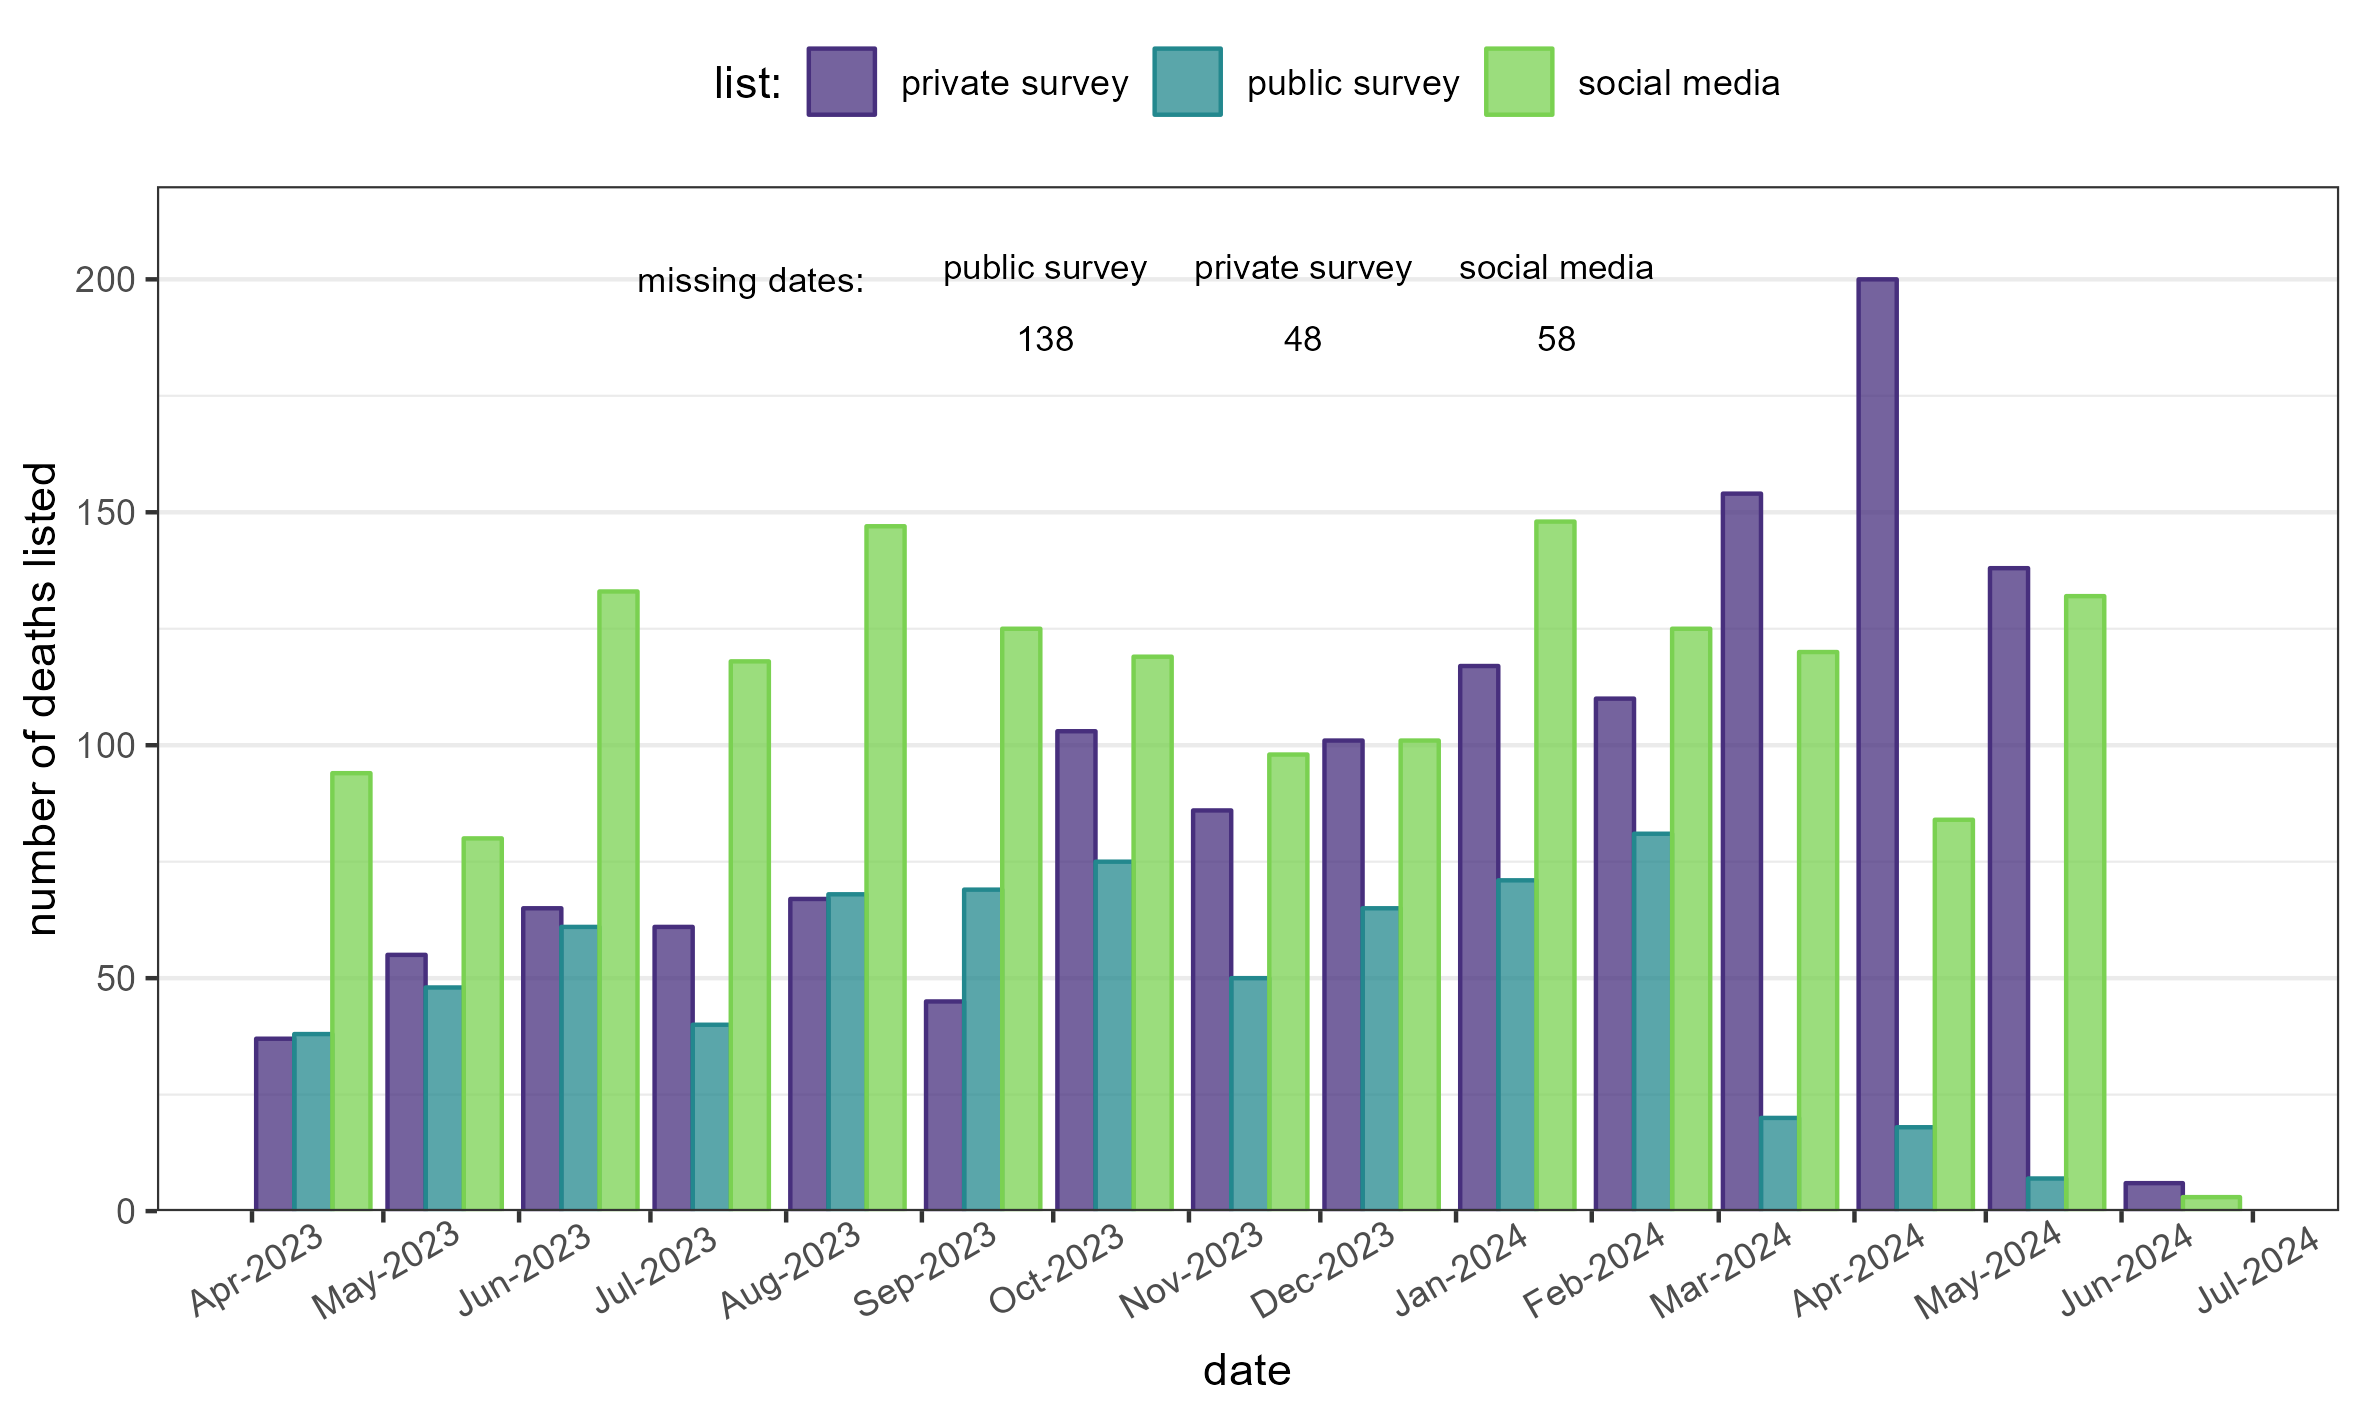 list: private survey public survey social media
public survey private survey social media
missing dates:
138 48 58
200
150
100
50
0
number of deaths listed
Apr-2023 May-2023 Jun-2023 Jul-2023 Aug-2023 Sep-2023 Oct-2023 Nov-2023 Dec-2023 Jan-2024 Feb-2024 Mar-2024 Apr-2024 May-2024 Jun-2024 Jul-2024
date